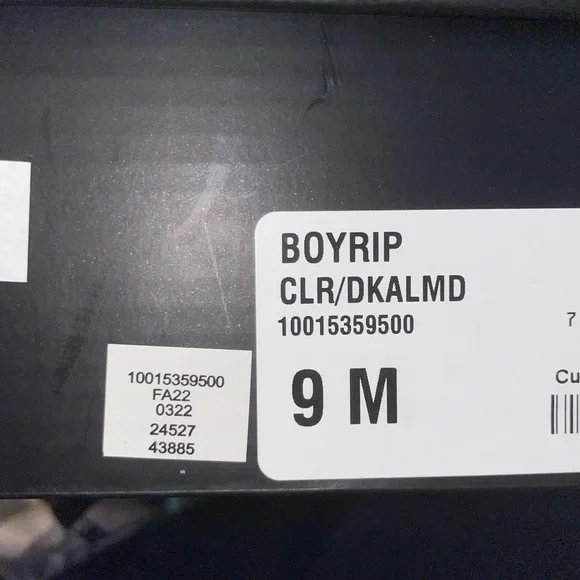 BOYRIP
CLR/DKALMD
10015359500
9 M
7
Cu
10015359500
FA22
0322
24527
43885